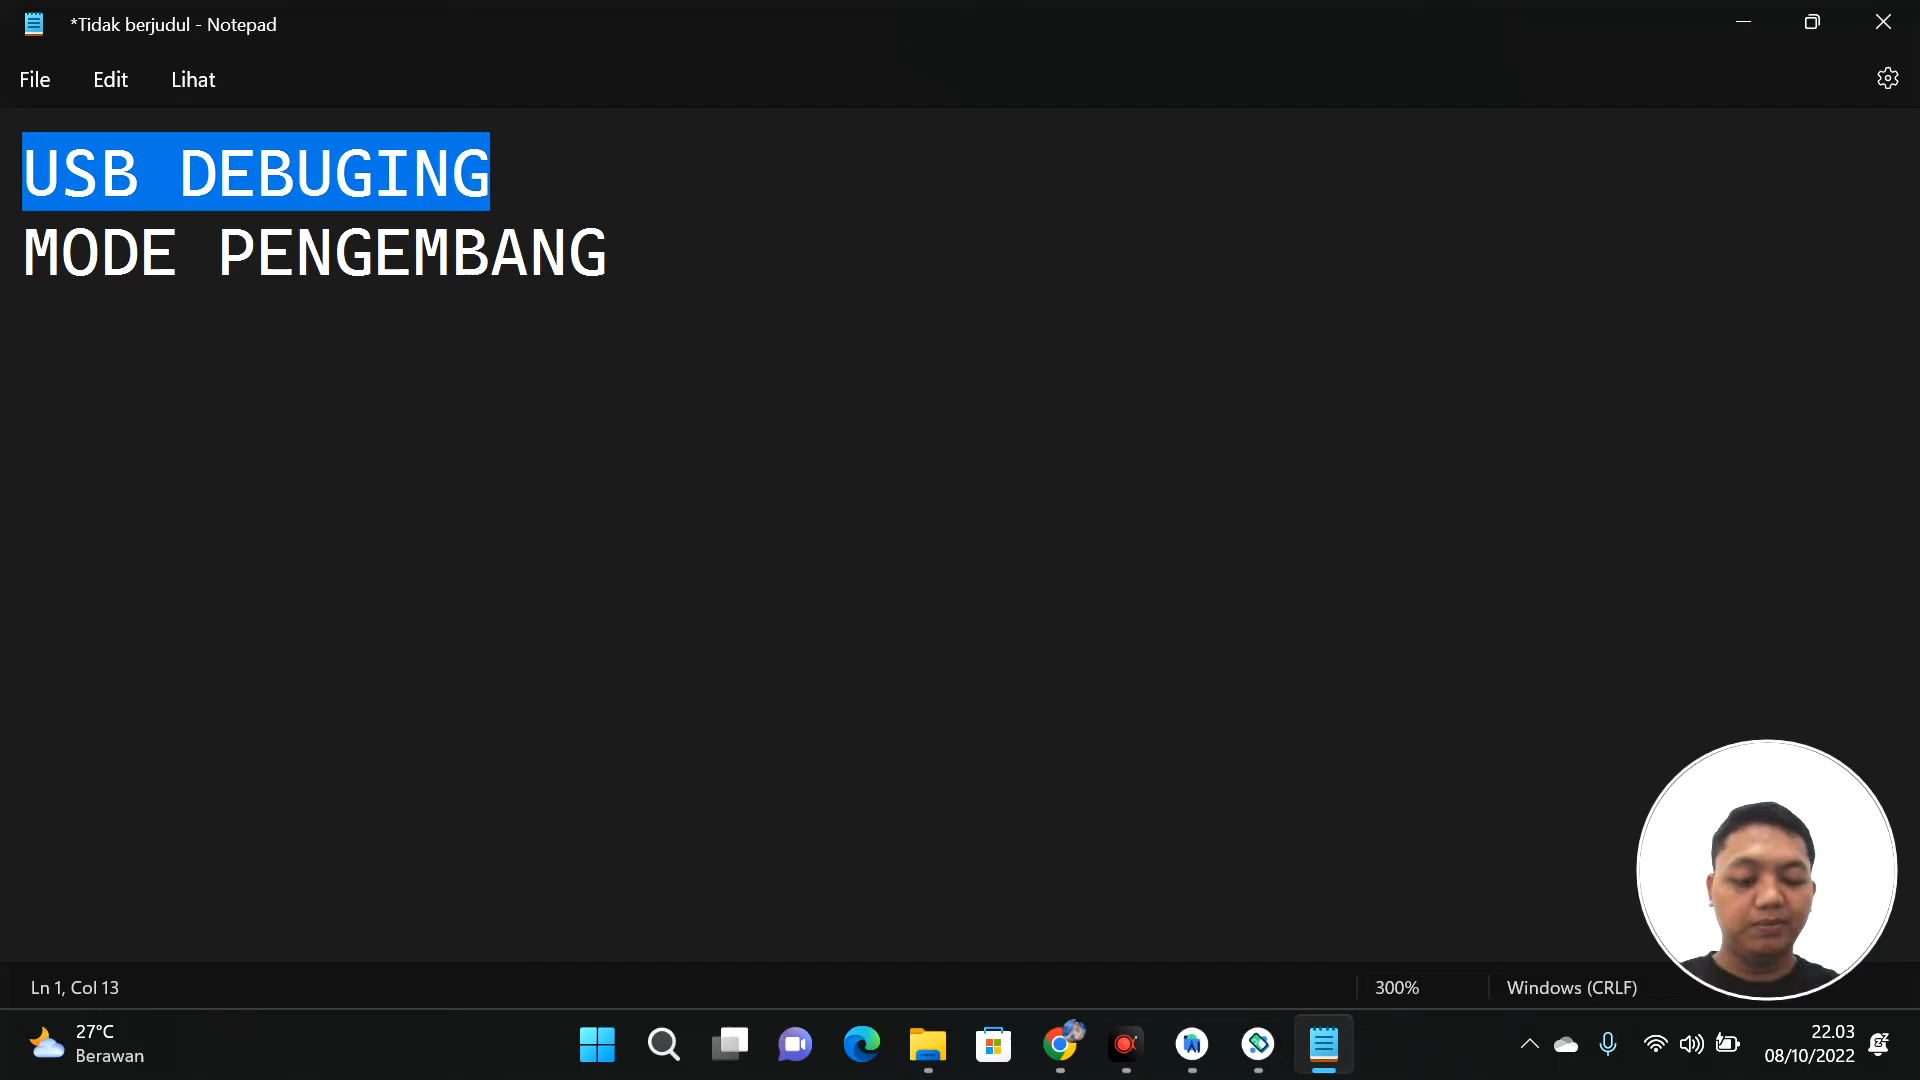 *Tidak berjudul - Notepad
File Edit Lihat
USB DEBUGING
MODE PENGEMBANG
Ln 1, Col 13 300% Windows (CRLF)
27°C
Berawan
22.03
08/10/2022